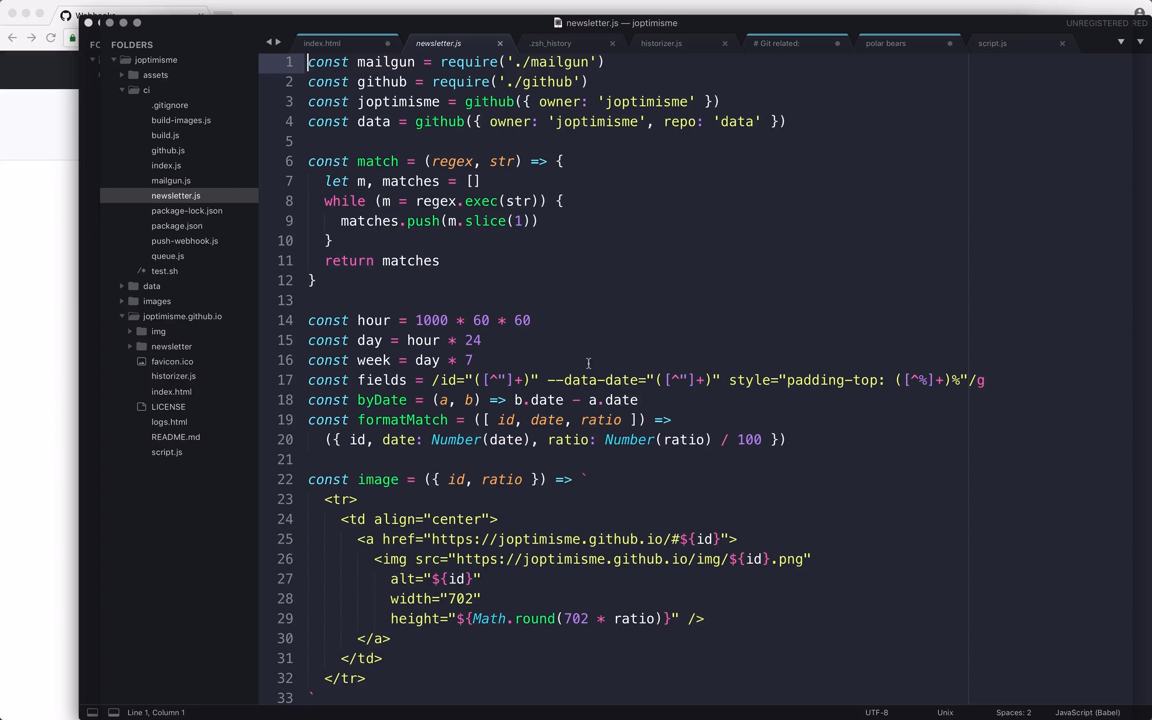 Webhooks
newsletter.js — joptimisme
UNREGISTERED
RED
FC
FOLDERS
index.html
newsletter.js
.zsh_history
historizer.js
# Git related:
polar bears
script.js
joptimisme
assets
ci
.gitignore
build-images.js
build.js
github.js
index.js
mailgun.js
newsletter.js
package-lock.json
package.json
push-webhook.js
queue.js
/* test.sh
data
images
joptimisme.github.io
img
newsletter
favicon.ico
historizer.js
index.html
LICENSE
logs.html
README.md
script.js
1 const mailgun = require('./mailgun')
2 const github = require('./github')
3 const joptimisme = github({ owner: 'joptimisme' })
4 const data = github({ owner: 'joptimisme', repo: 'data' })
5
6 const match = (regex, str) => {
7 let m, matches = []
8 while (m = regex.exec(str)) {
9 matches.push(m.slice(1))
10 }
11 return matches
12 }
13
14 const hour = 1000 * 60 * 60
15 const day = hour * 24
16 const week = day * 7
17 const fields = /id="([^"]+)" --data-date="([^"]+)" style="padding-top: ([^%]+)%"/g
18 const byDate = (a, b) => b.date - a.date
19 const formatMatch = ([ id, date, ratio ]) =>
20 ({ id, date: Number(date), ratio: Number(ratio) / 100 })
21
22 const image = ({ id, ratio }) => `
23 <tr>
24 <td align="center">
25 <a href="https://joptimisme.github.io/#${id}">
26 <img src="https://joptimisme.github.io/img/${id}.png"
27 alt="${id}"
28 width="702"
29 height="${Math.round(702 * ratio)}" />
30 </a>
31 </td>
32 </tr>
33 `
Line 1, Column 1
UTF-8
Unix
Spaces: 2
JavaScript (Babel)